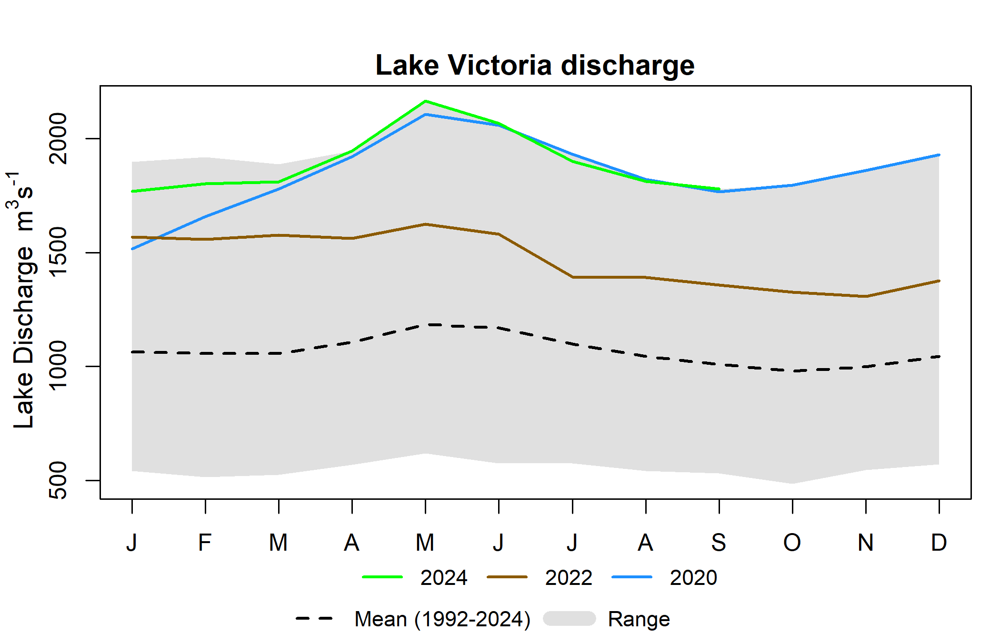 Lake Victoria discharge
Lake Discharge m³s⁻¹
2000
1500
1000
500
J F M A M J J A S O N D
2024 2022 2020
Mean (1992-2024) Range